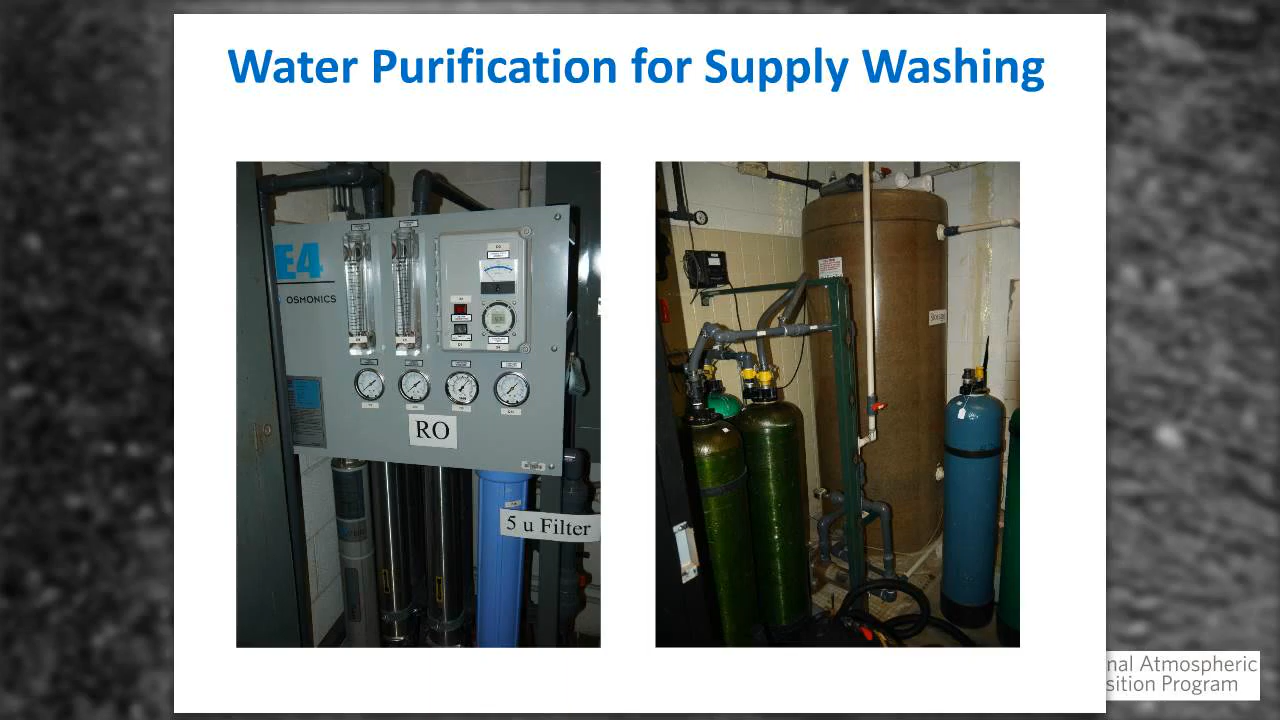 Water Purification for Supply Washing
E4
OSMONICS
RO
5 u Filter
nal Atmospheric
sition Program